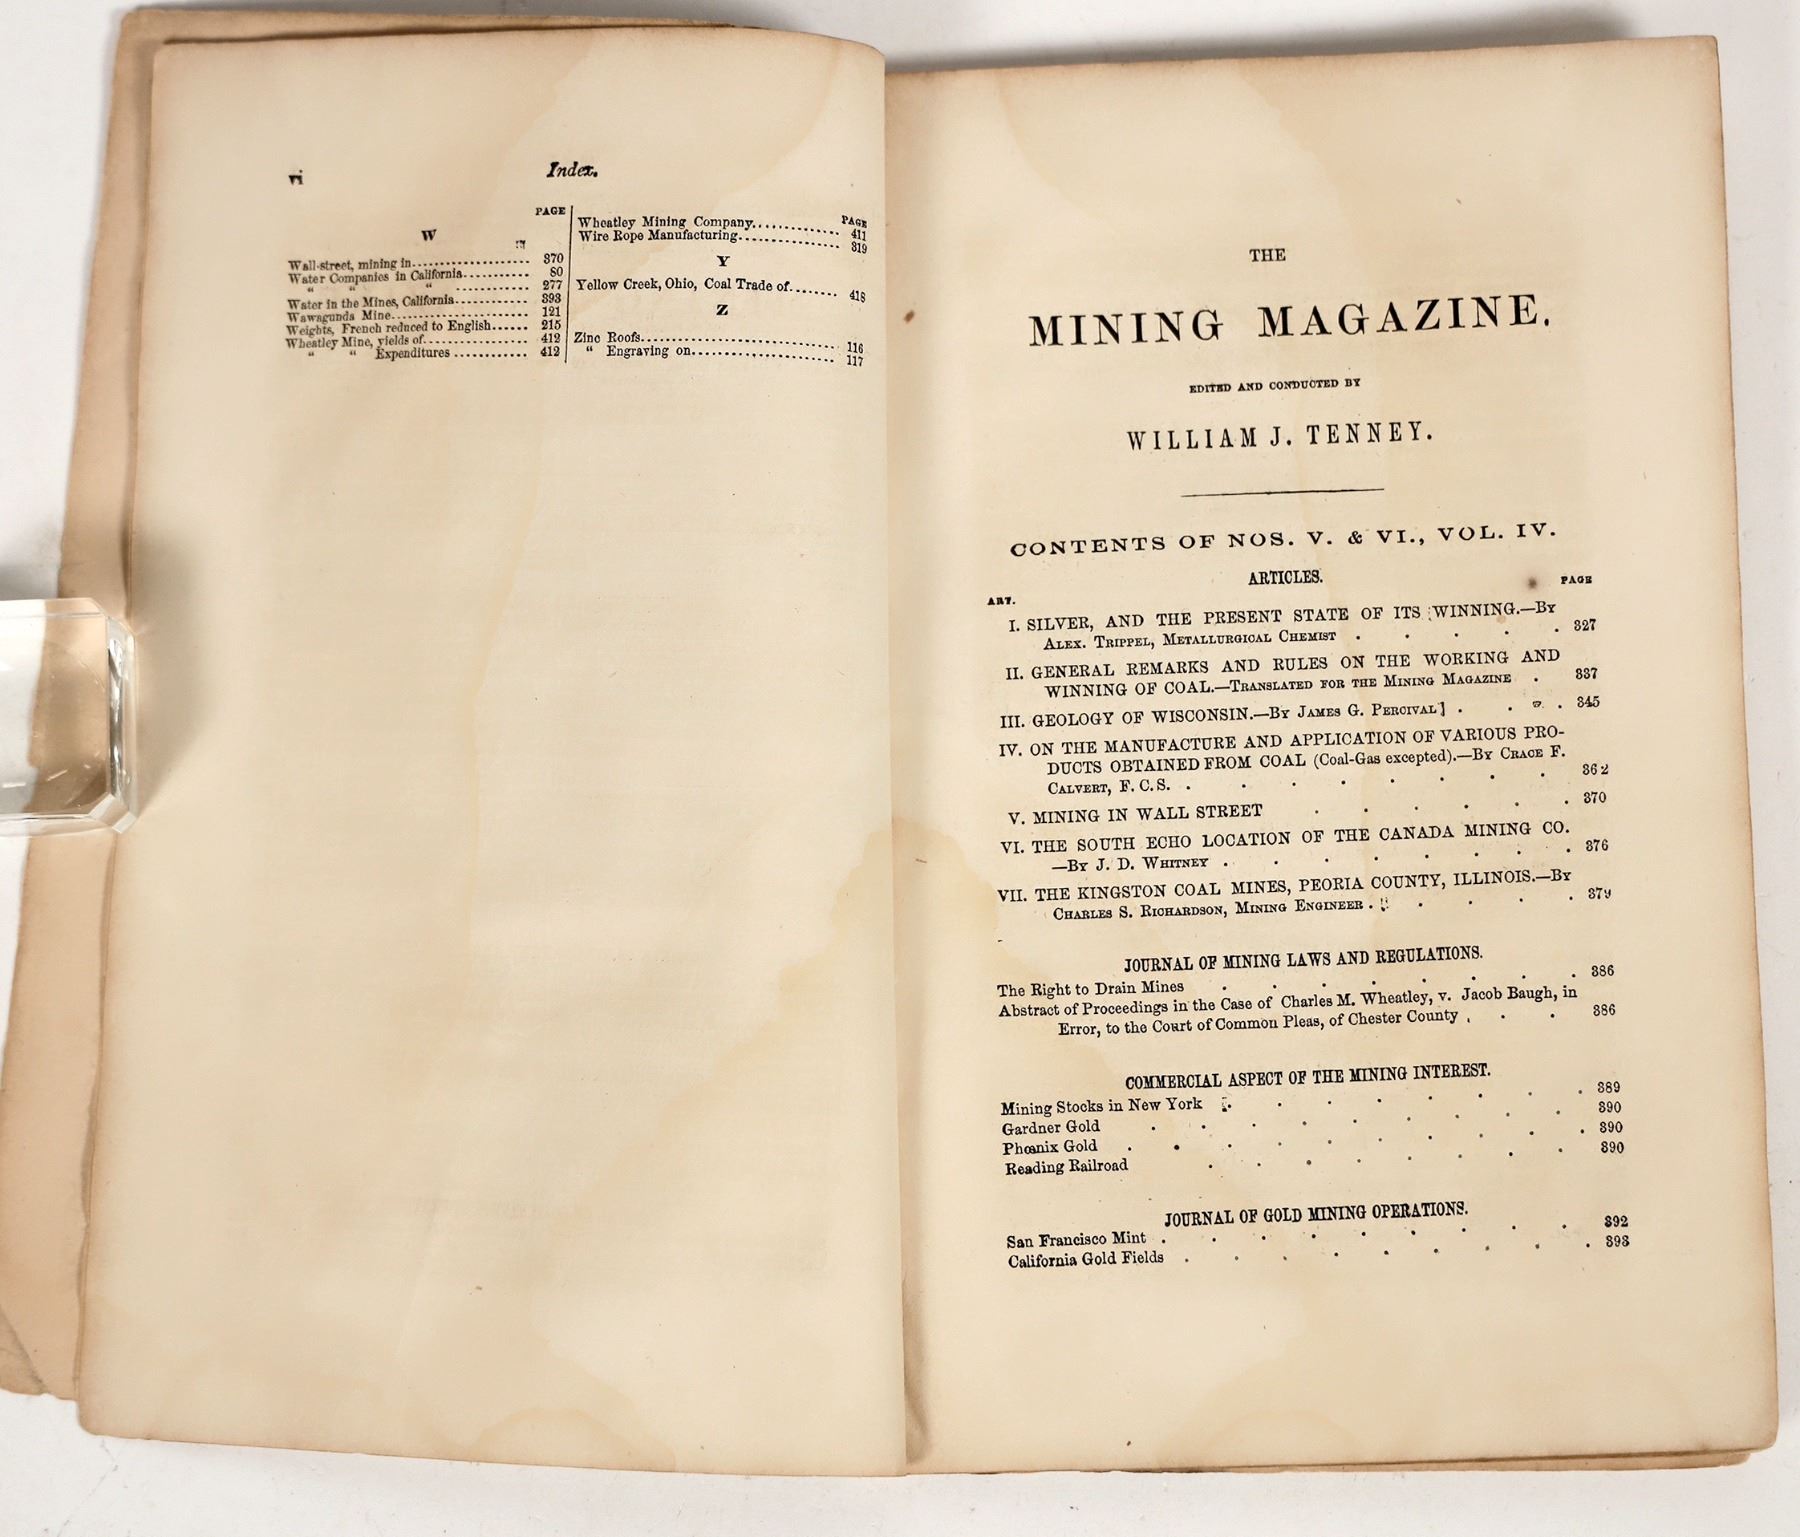 vi
Index.
PAGE
W
Wall-street, mining in................... 370
Water Companies in California.......... 80
“ “ “ ........... 277
Water in the Mines, California........... 393
Wawagunda Mine..................... 121
Weights, French reduced to English...... 215
Wheatley Mine, yields of................. 412
“ “ Expenditures ............ 412
PAGE
Wheatley Mining Company............. 411
Wire Rope Manufacturing............... 319
Y
Yellow Creek, Ohio, Coal Trade of........ 418
Z
Zinc Roofs............................ 116
“ Engraving on..................... 117
THE
MINING MAGAZINE.
EDITED AND CONDUCTED BY
WILLIAM J. TENNEY.
CONTENTS OF NOS. V. & VI., VOL. IV.
ARTICLES.
ART. PAGE
I. SILVER, AND THE PRESENT STATE OF ITS WINNING.—By
Alex. Trippel, Metallurgical Chemist . . . . . 327
II. GENERAL REMARKS AND RULES ON THE WORKING AND
WINNING OF COAL.—Translated for the Mining Magazine . 337
III. GEOLOGY OF WISCONSIN.—By James G. Percival] . . . 345
IV. ON THE MANUFACTURE AND APPLICATION OF VARIOUS PRO-
DUCTS OBTAINED FROM COAL (Coal-Gas excepted).—By Crace F.
Calvert, F. C. S. . . . . . . . . 362
V. MINING IN WALL STREET . . . . . . 370
VI. THE SOUTH ECHO LOCATION OF THE CANADA MINING CO.
—By J. D. Whitney . . . . . . . . 376
VII. THE KINGSTON COAL MINES, PEORIA COUNTY, ILLINOIS.—By
Charles S. Richardson, Mining Engineer . . . . . 379
JOURNAL OF MINING LAWS AND REGULATIONS.
The Right to Drain Mines . . . . . . . . 386
Abstract of Proceedings in the Case of Charles M. Wheatley, v. Jacob Baugh, in
Error, to the Court of Common Pleas, of Chester County . . . 386
COMMERCIAL ASPECT OF THE MINING INTEREST.
Mining Stocks in New York . . . . . . . . 389
Gardner Gold . . . . . . . . . 390
Phœnix Gold . . . . . . . . . . 390
Reading Railroad . . . . . . . . 390
JOURNAL OF GOLD MINING OPERATIONS.
San Francisco Mint . . . . . . . . . 392
California Gold Fields . . . . . . . . . 393